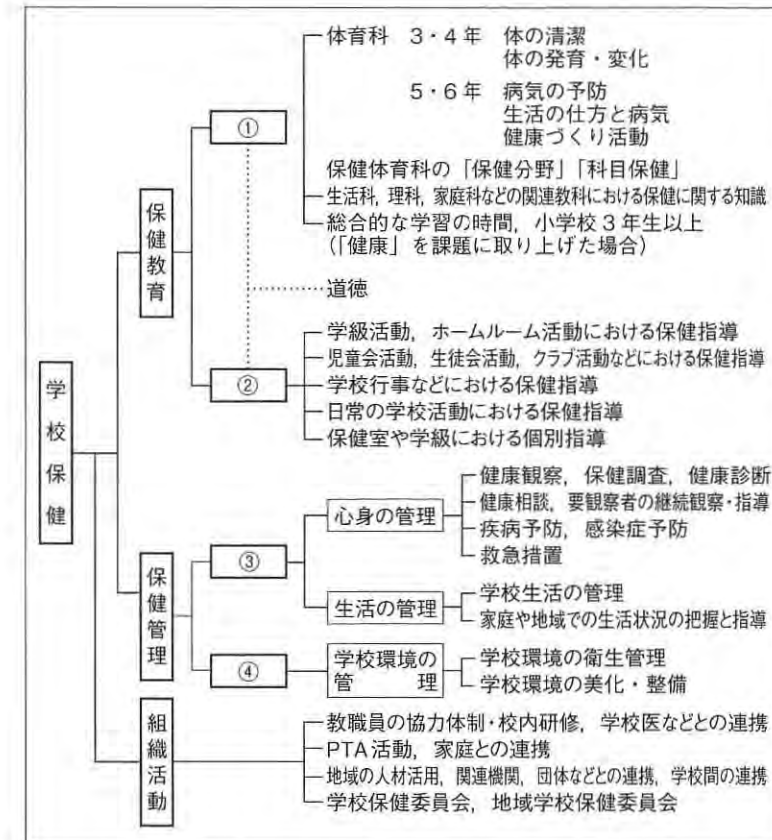 体育科 3・4年 体の清潔
体の発育・変化
5・6年 病気の予防
生活の仕方と病気
健康づくり活動
①
保健体育科の「保健分野」「科目保健」
生活科，理科，家庭科などの関連教科における保健に関する知識
総合的な学習の時間，小学校3年生以上
(「健康」を課題に取り上げた場合)
保健教育
道徳
学級活動，ホームルーム活動における保健指導
児童会活動，生徒会活動，クラブ活動などにおける保健指導
②
学校行事などにおける保健指導
日常の学校活動における保健指導
保健室や学級における個別指導
学校保健
健康観察，保健調査，健康診断
心身の管理
健康相談，要観察者の継続観察・指導
疾病予防，感染症予防
救急措置
③
保健管理
生活の管理
学校生活の管理
家庭や地域での生活状況の把握と指導
④
学校環境の
管理
学校環境の衛生管理
学校環境の美化・整備
組織活動
教職員の協力体制・校内研修，学校医などとの連携
PTA活動，家庭との連携
地域の人材活用，関連機関，団体などとの連携，学校間の連携
学校保健委員会，地域学校保健委員会